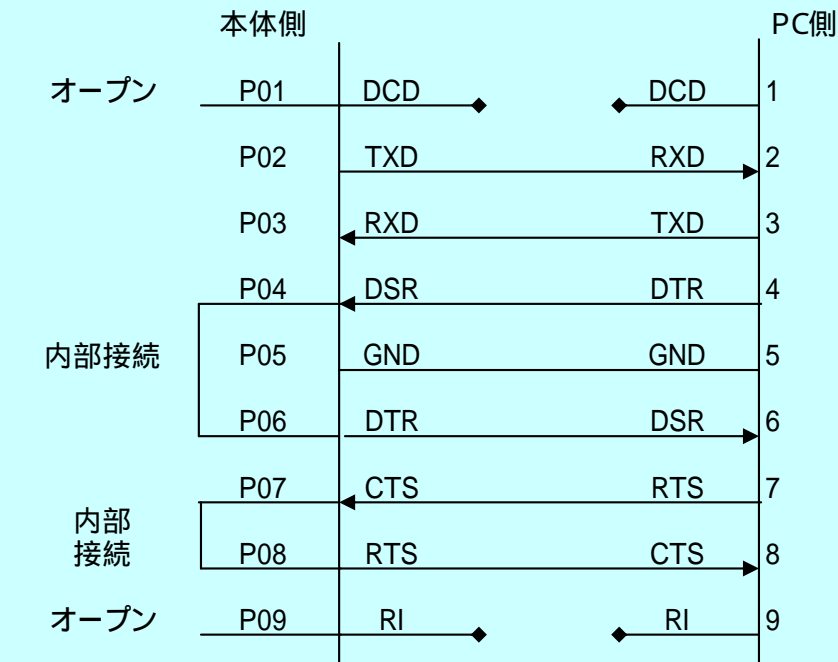 本体側 PC側
オープン P01 DCD DCD 1
P02 TXD RXD 2
P03 RXD TXD 3
P04 DSR DTR 4
内部接続 P05 GND GND 5
P06 DTR DSR 6
P07 CTS RTS 7
内部
接続
P08 RTS CTS 8
オープン P09 RI RI 9